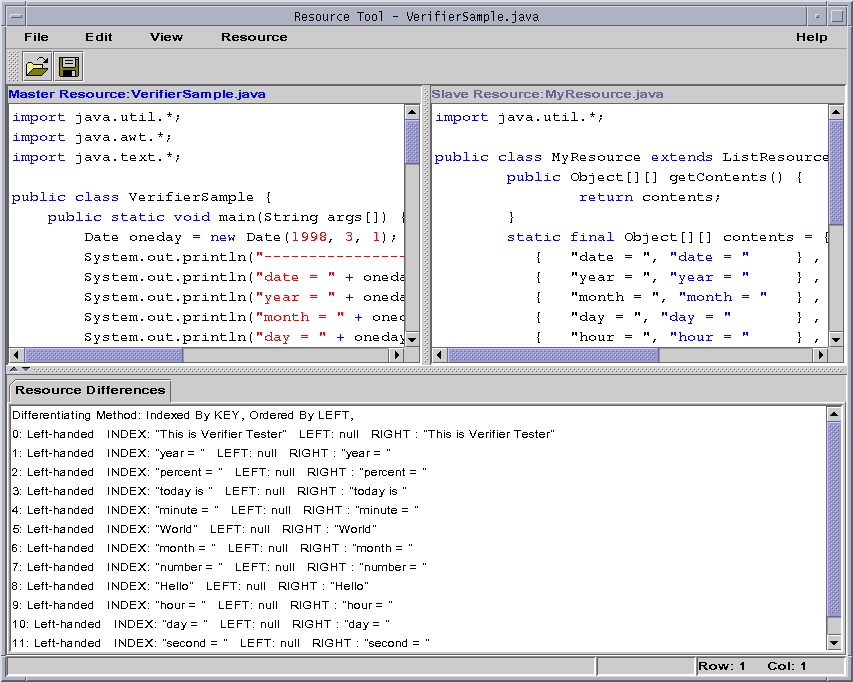 Resource Tool - VerifierSample.java
File Edit View Resource Help
Master Resource:VerifierSample.java
import java.util.*;
import java.awt.*;
import java.text.*;
public class VerifierSample {
public static void main(String args[]) {
Date oneday = new Date(1998, 3, 1);
System.out.println("----------------
System.out.println("date = " + oneda
System.out.println("year = " + oneda
System.out.println("month = " + oned
System.out.println("day = " + oneday
Slave Resource:MyResource.java
import java.util.*;
public class MyResource extends ListResource
public Object[][] getContents() {
return contents;
}
static final Object[][] contents = {
{ "date = ", "date = " } ,
{ "year = ", "year = " } ,
{ "month = ", "month = " } ,
{ "day = ", "day = " } ,
{ "hour = ", "hour = " } ,
Resource Differences
Differentiating Method: Indexed By KEY, Ordered By LEFT,
0: Left-handed INDEX: "This is Verifier Tester" LEFT: null RIGHT : "This is Verifier Tester"
1: Left-handed INDEX: "year = " LEFT: null RIGHT : "year = "
2: Left-handed INDEX: "percent = " LEFT: null RIGHT : "percent = "
3: Left-handed INDEX: "today is " LEFT: null RIGHT : "today is "
4: Left-handed INDEX: "minute = " LEFT: null RIGHT : "minute = "
5: Left-handed INDEX: "World" LEFT: null RIGHT : "World"
6: Left-handed INDEX: "month = " LEFT: null RIGHT : "month = "
7: Left-handed INDEX: "number = " LEFT: null RIGHT : "number = "
8: Left-handed INDEX: "Hello" LEFT: null RIGHT : "Hello"
9: Left-handed INDEX: "hour = " LEFT: null RIGHT : "hour = "
10: Left-handed INDEX: "day = " LEFT: null RIGHT : "day = "
11: Left-handed INDEX: "second = " LEFT: null RIGHT : "second = "
Row: 1 Col: 1